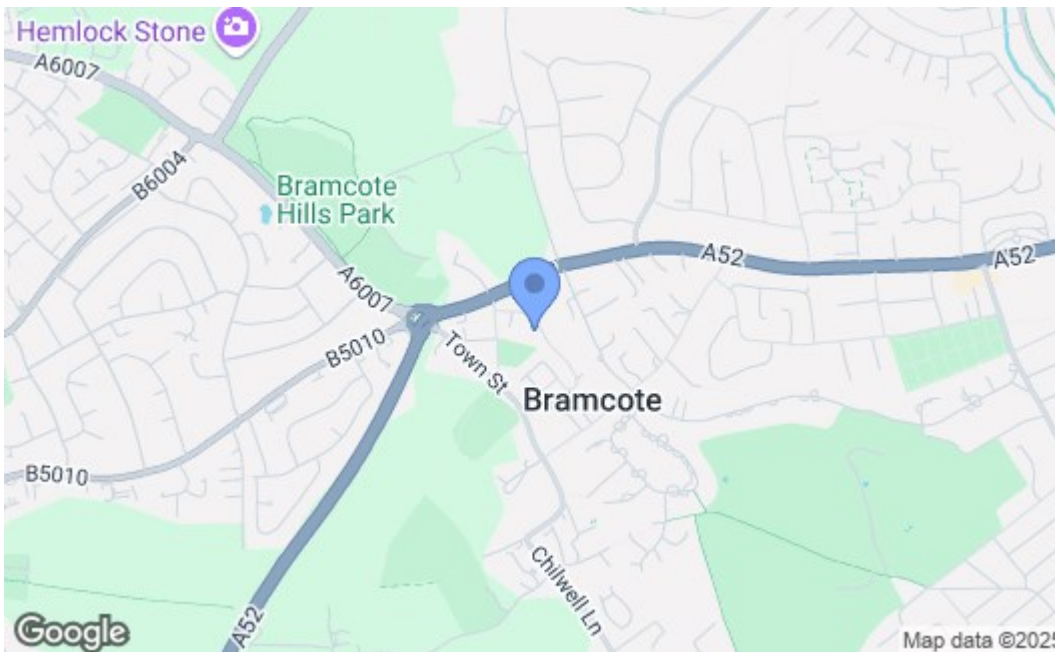 Hemlock Stone
A6007
B6004
Bramcote
Hills Park
A6007
B5010
A52
A52
Town St
Bramcote
B5010
Chilwell Ln
A52
Google
Map data ©2025